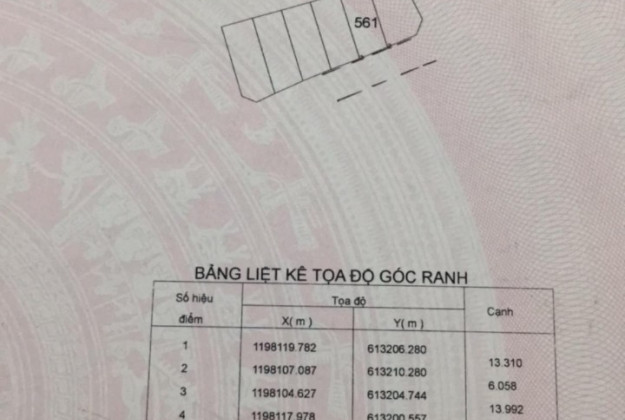 561
BẢNG LIỆT KÊ TỌA ĐỘ GÓC RANH
Số hiệu điểm Tọa độ Cạnh
X( m ) Y( m )
1 1198119.782 613206.280
13.310
2 1198107.087 613210.280
6.058
3 1198104.627 613204.744
13.992
4 1198117.978 613200.557